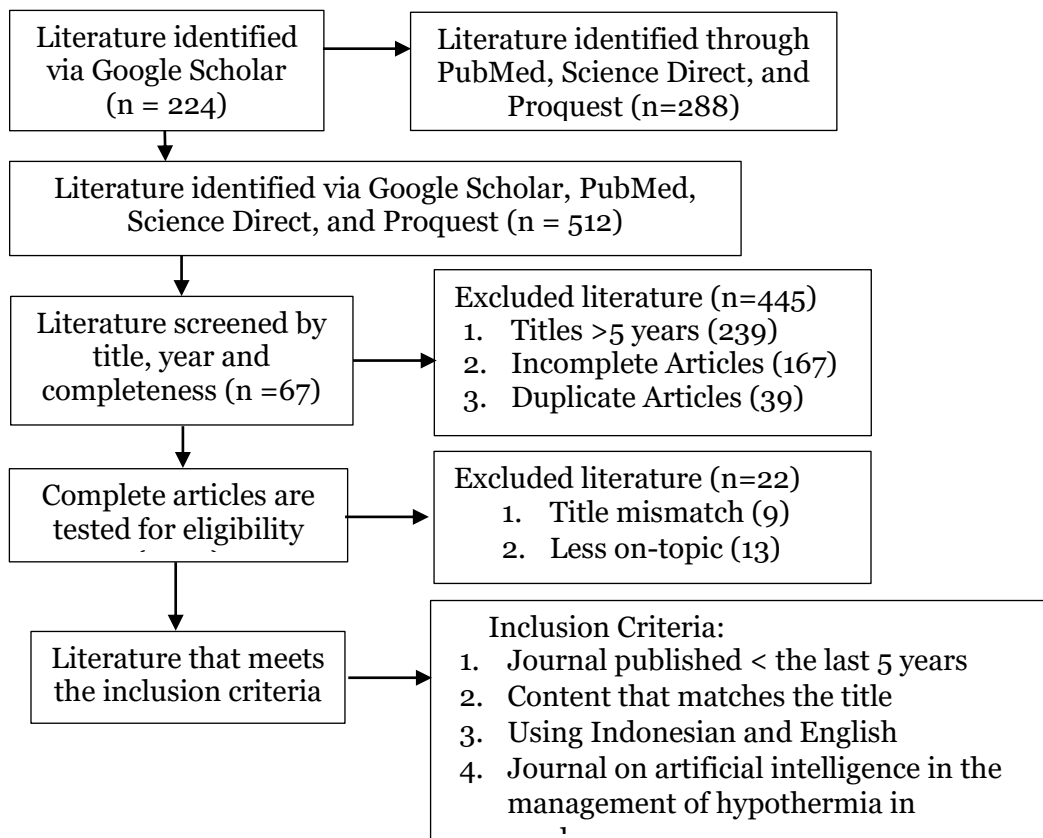 Literature identified
via Google Scholar
(n = 224)
Literature identified through
PubMed, Science Direct, and
Proquest (n=288)
Literature identified via Google Scholar, PubMed,
Science Direct, and Proquest (n = 512)
Literature screened by
title, year and
completeness (n =67)
Excluded literature (n=445)
1. Titles >5 years (239)
2. Incomplete Articles (167)
3. Duplicate Articles (39)
Complete articles are
tested for eligibility
Excluded literature (n=22)
1. Title mismatch (9)
2. Less on-topic (13)
Literature that meets
the inclusion criteria
Inclusion Criteria:
1. Journal published < the last 5 years
2. Content that matches the title
3. Using Indonesian and English
4. Journal on artificial intelligence in the
management of hypothermia in